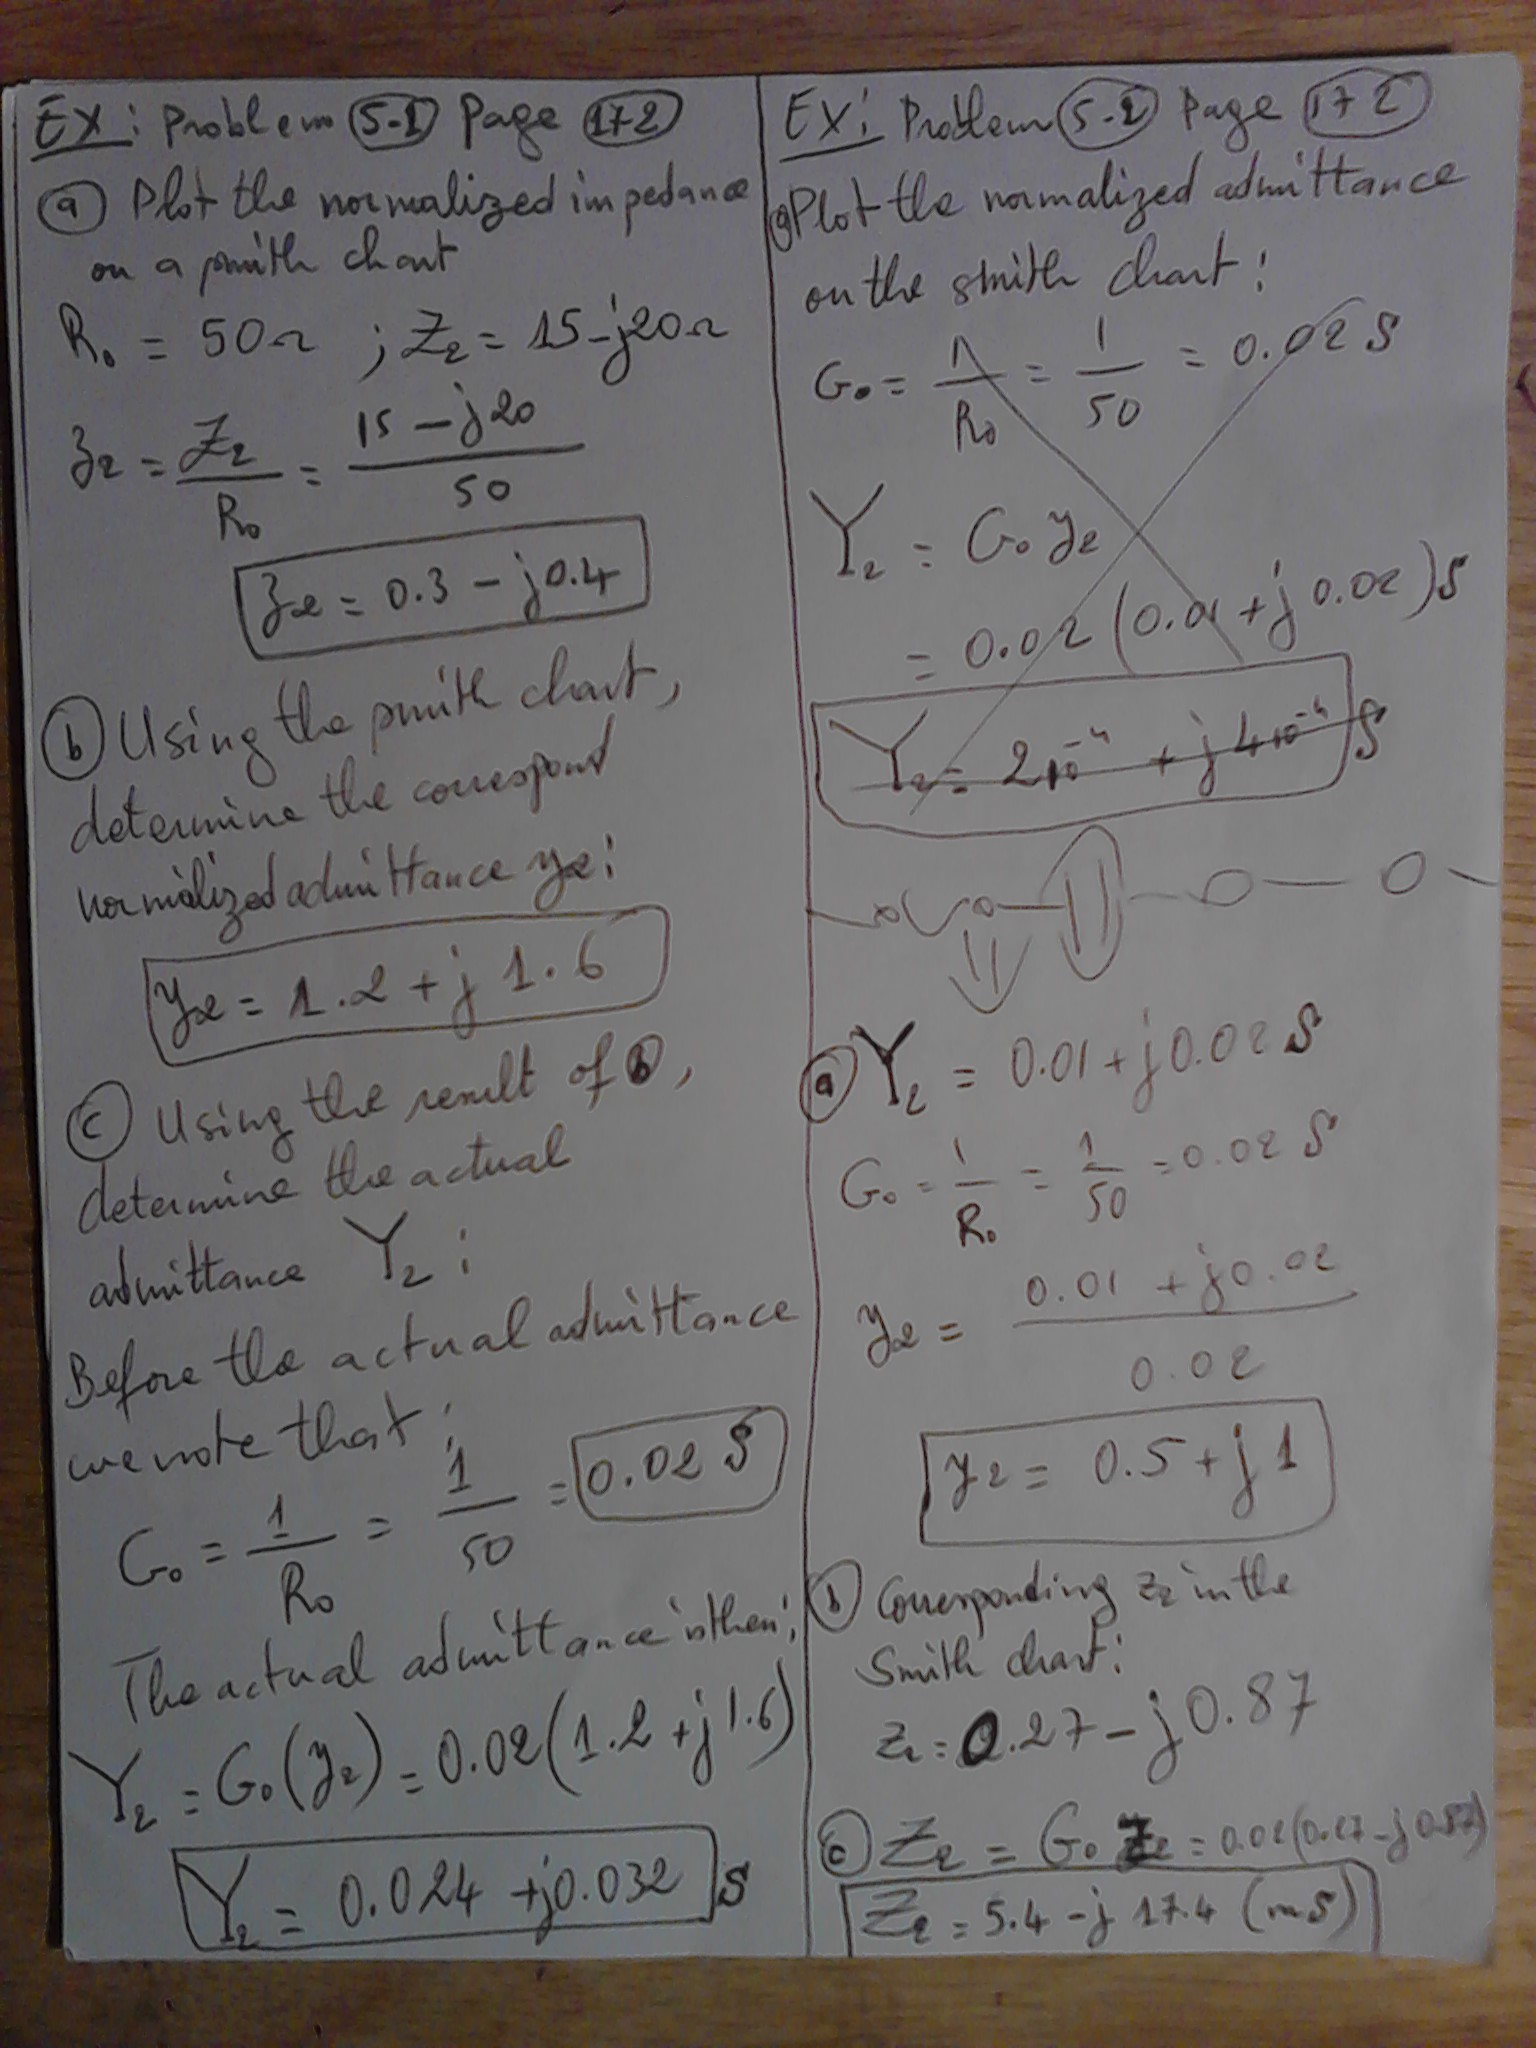 EX: Problem 5-1 Page 172
a Plot the normalized impedance
on a smith chart
R₀ = 50Ω ; Z₂ = 15-j20Ω
z₂ = Z₂/R₀ = (15 - j20)/50
z₂ = 0.3 - j0.4
b Using the smith chart,
determine the correspond
normalized admittance y₂:
y₂ = 1.2 + j 1.6
c Using the result of b,
determine the actual
admittance Y₂ :
Before the actual admittance
we note that :
G₀ = 1/R₀ = 1/50 = 0.02 S
The actual admittance is then:
Y₂ = G₀(y₂) = 0.02(1.2 + j1.6)
Y₂ = 0.024 + j0.032 S
EX: Problem 5-2 Page 172
a Plot the normalized admittance
on the smith chart:
G₀ = 1/R₀ = 1/50 = 0.02 S
Y₂ = G₀ y₂
= 0.02 (0.01 + j 0.02) S
Y₂ = 2 10⁻⁴ + j 4 10⁻⁴ S
a Y₂ = 0.01 + j0.02 S
G₀ = 1/R₀ = 1/50 = 0.02 S
y₂ = (0.01 + j0.02)/0.02
y₂ = 0.5 + j 1
b Corresponding z₂ in the
Smith chart:
z₂ = 0.27 - j0.87
c Z₂ = G₀ z₂ = 0.02(0.27 - j0.87)
Z₂ = 5.4 - j 17.4 (mS)